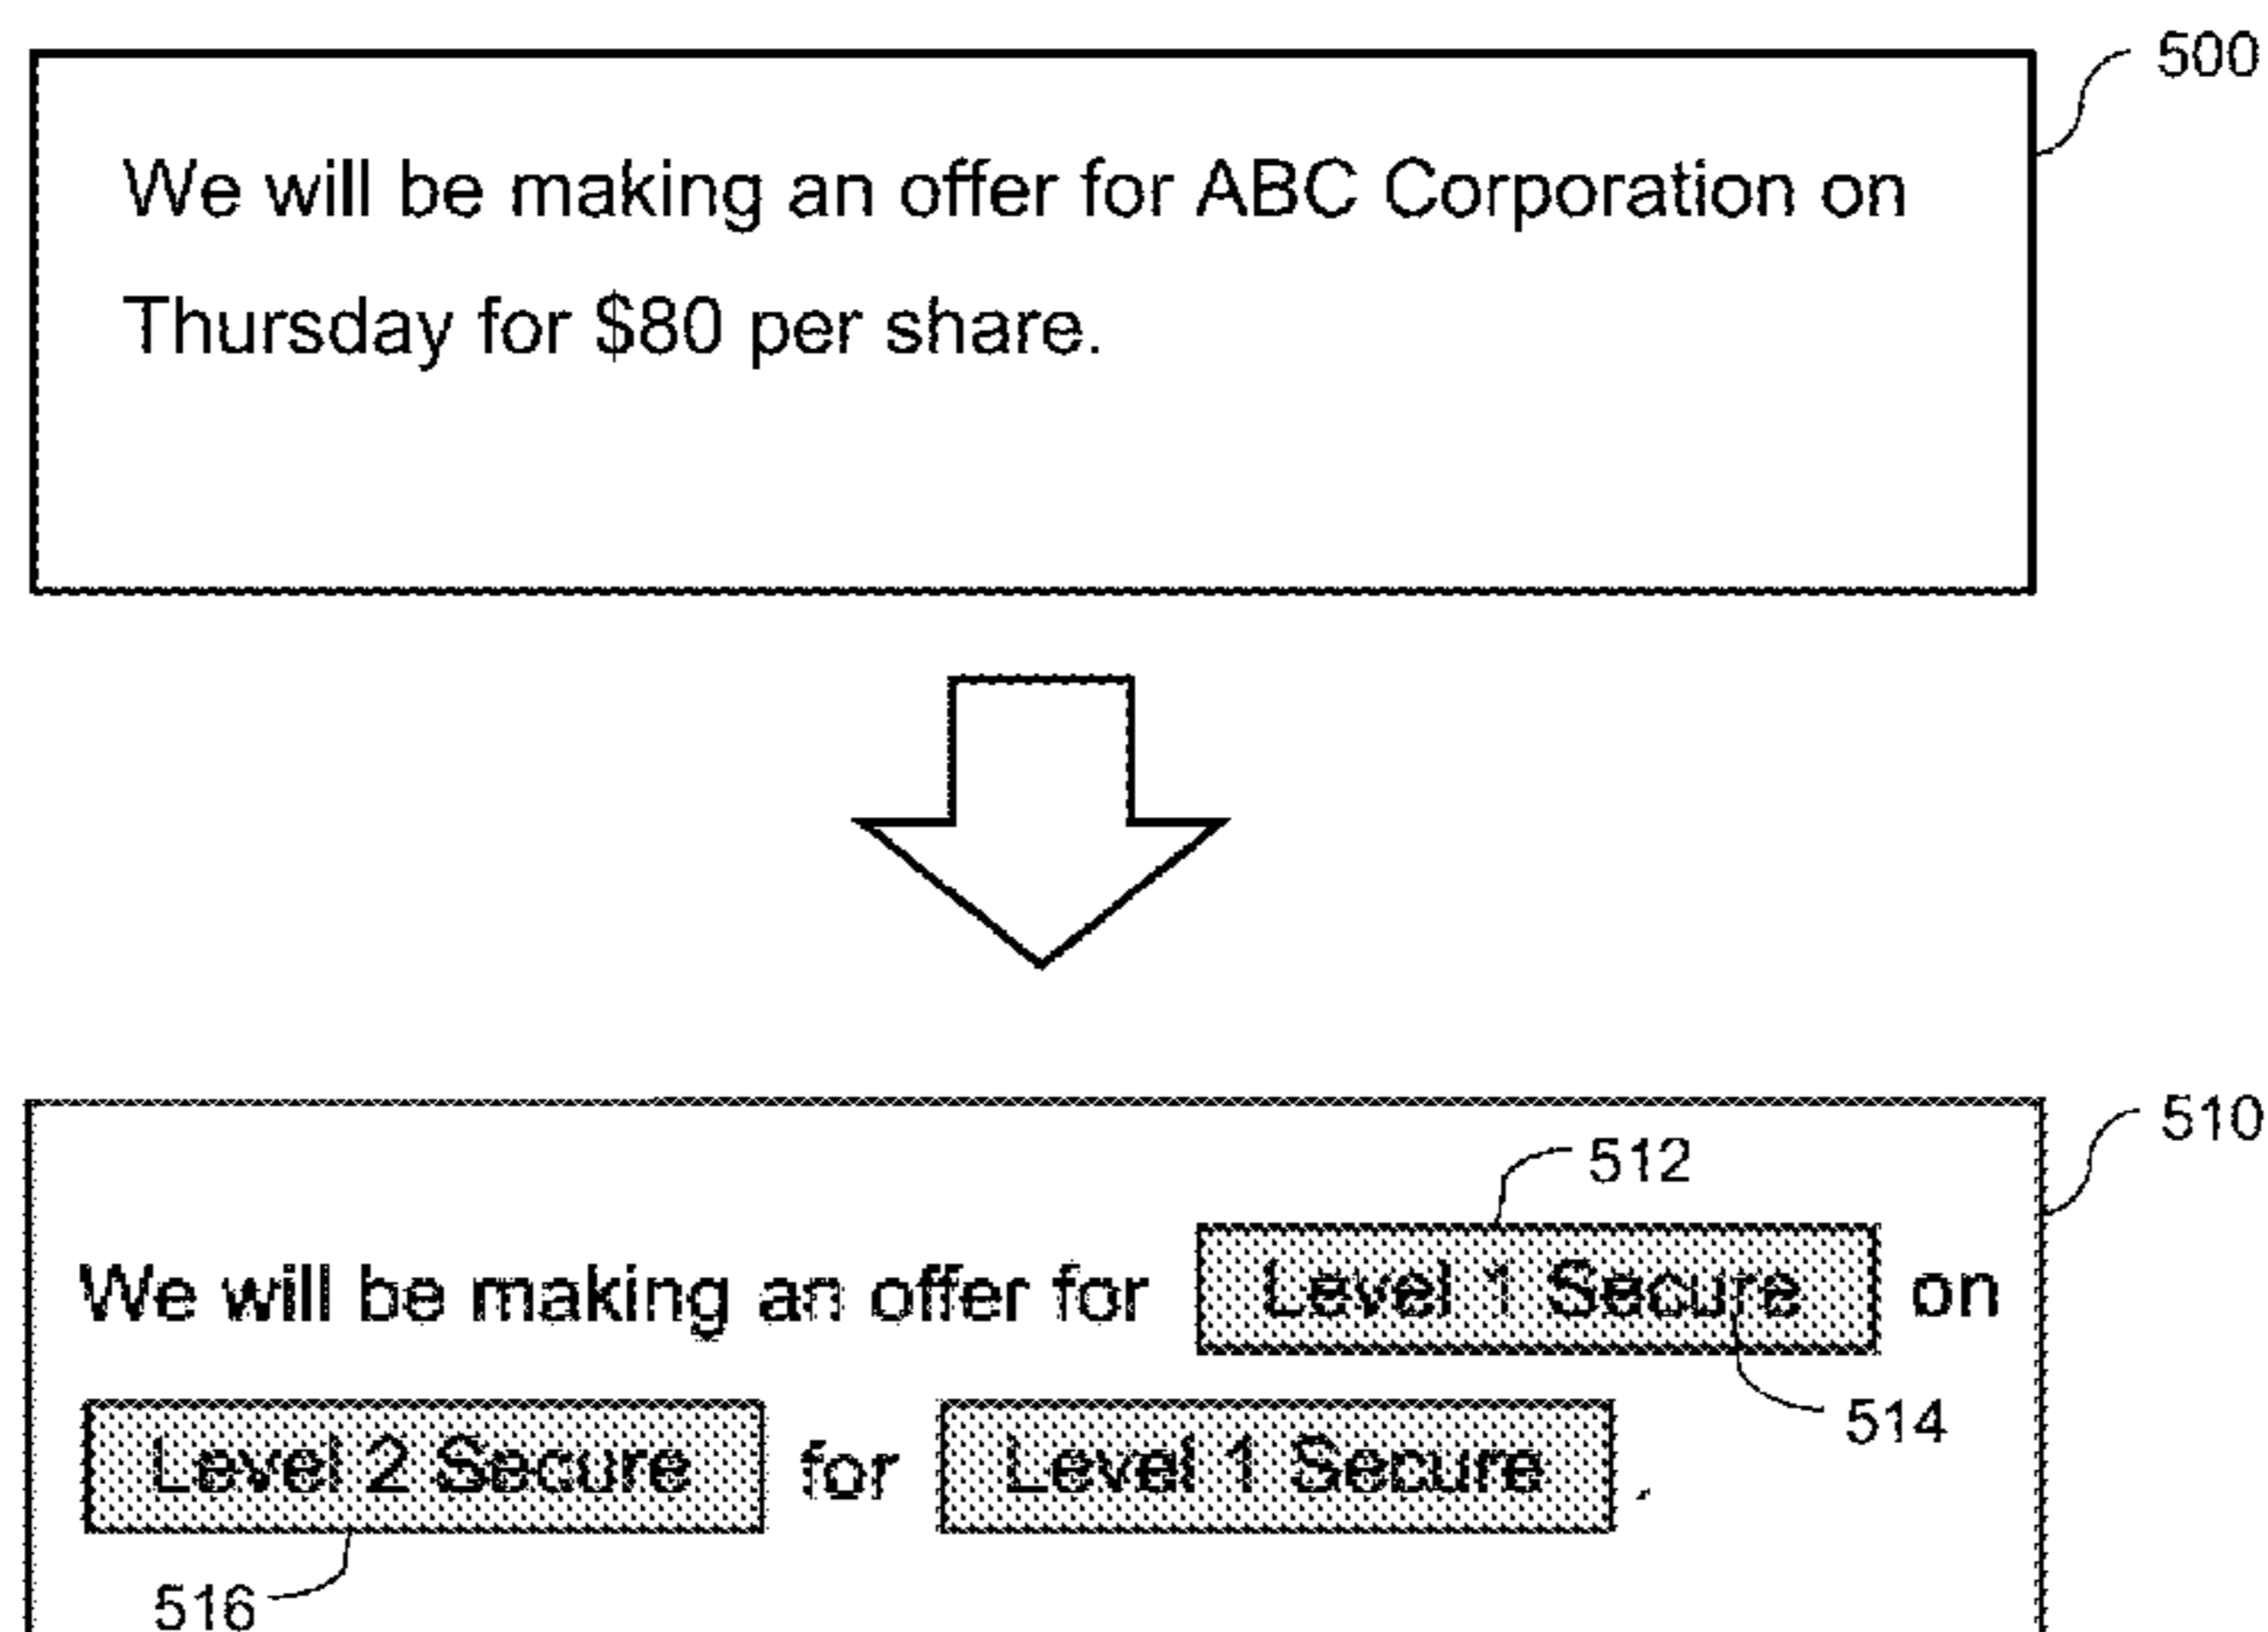 500
We will be making an offer for ABC Corporation on
Thursday for $80 per share.
510
512
We will be making an offer for Level 1 Secure on
514
Level 2 Secure for Level 1 Secure .
516